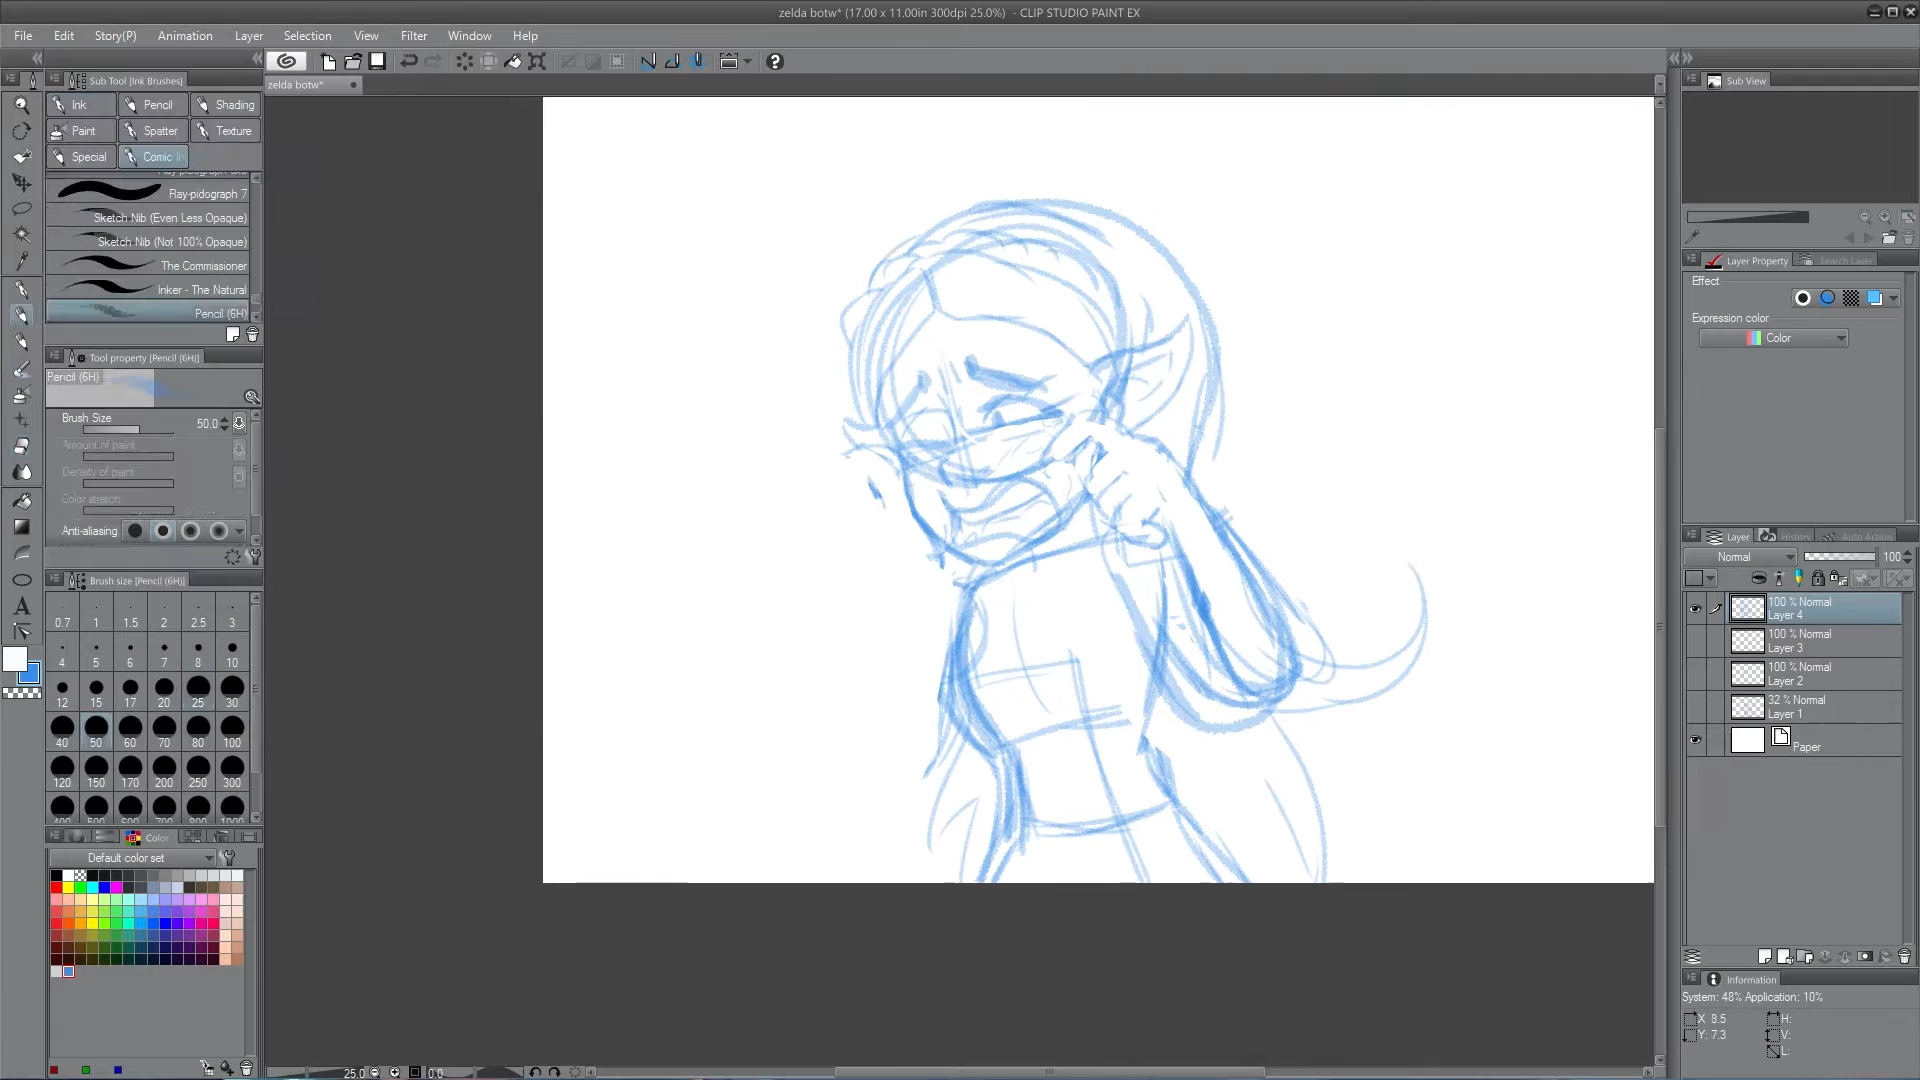 zelda botw* (17.00 x 11.00in 300dpi 25.0%) - CLIP STUDIO PAINT EX
File Edit Story(P) Animation Layer Selection View Filter Window Help
Sub Tool [Ink Brushes]
zelda botw*
Sub View
Ink Pencil Shading
Paint Spatter Texture
Special Comic
Ray-pidograph 7
Sketch Nib (Even Less Opaque)
Sketch Nib (Not 100% Opaque)
The Commissioner
Inker - The Natural
Pencil (6H)
Tool property [Pencil (6H)]
Pencil (6H)
Brush Size 50.0
Amount of paint
Density of paint
Color stretch
Anti-aliasing
Brush size [Pencil (6H)]
0.7 1 1.5 2 2.5 3
4 5 6 7 8 10
12 15 17 20 25 30
40 50 60 70 80 100
120 150 170 200 250 300
Color
Default color set
25.0 0.0
Layer Property Search Layer
Effect
Expression color
Color
Layer History Auto Action
Normal 100
100 % Normal
Layer 4
100 % Normal
Layer 3
100 % Normal
Layer 2
32 % Normal
Layer 1
Paper
Information
System: 48% Application: 10%
X 8.5 H:
Y: 7.3 V:
L: